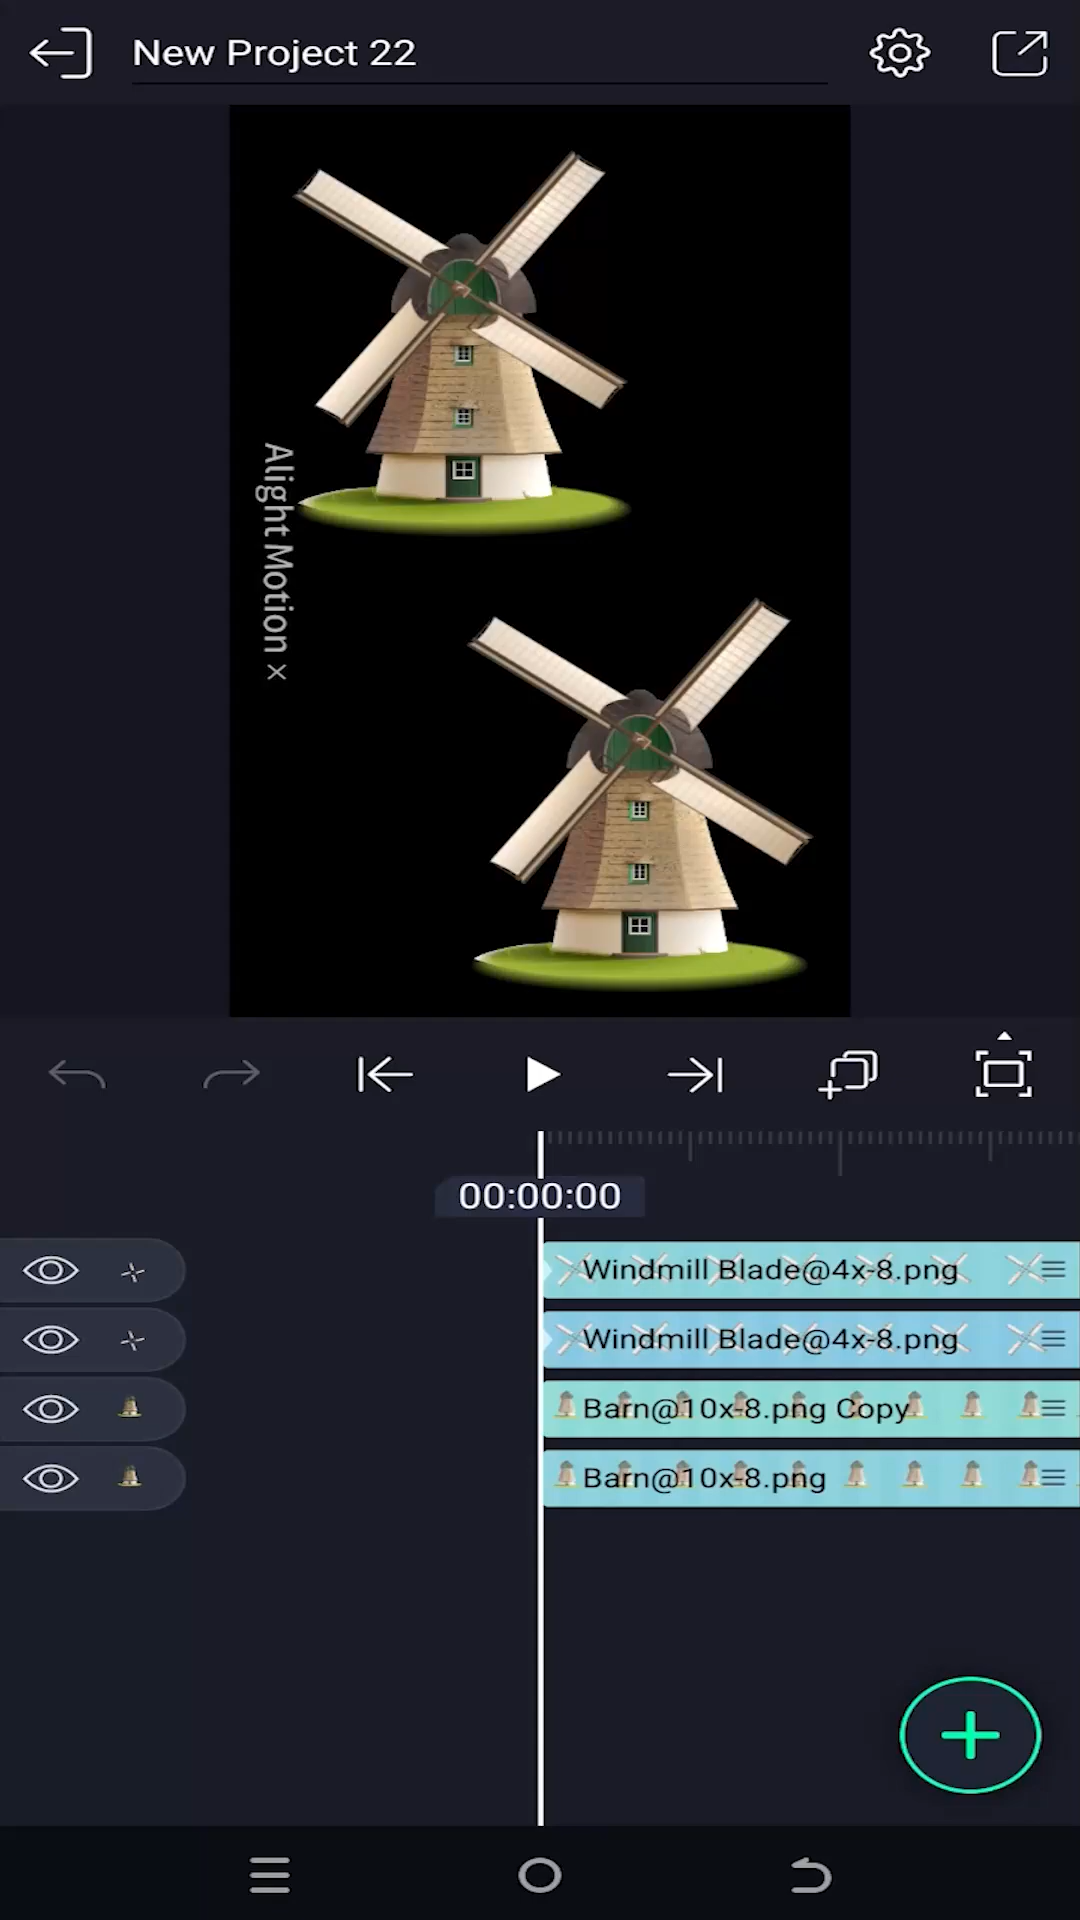 New Project 22
Alight Motion ×
00:00:00
Windmill Blade@4x-8.png
Windmill Blade@4x-8.png
Barn@10x-8.png Copy
Barn@10x-8.png